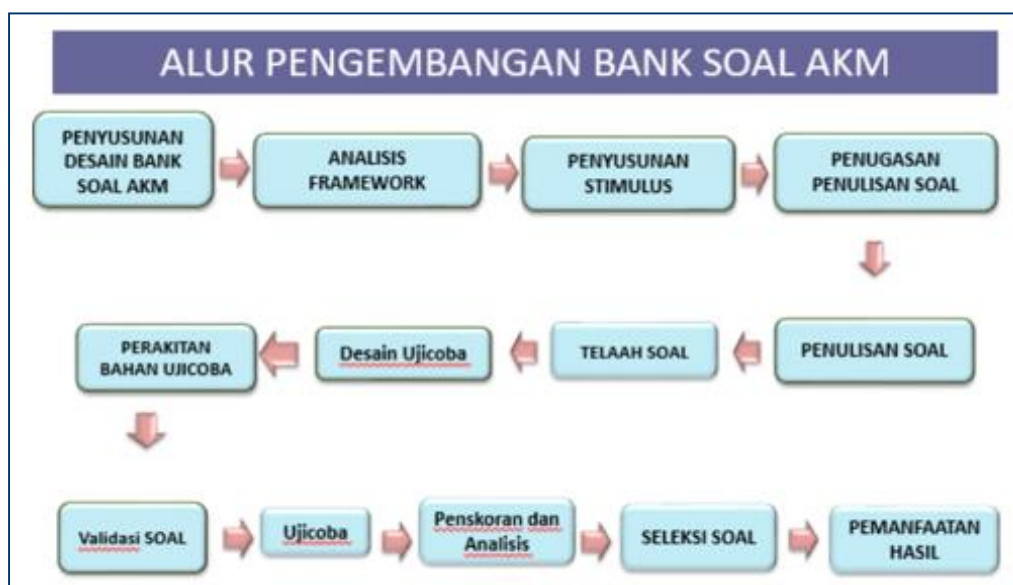 ALUR PENGEMBANGAN BANK SOAL AKM
PENYUSUNAN
DESAIN BANK
SOAL AKM
ANALISIS
FRAMEWORK
PENYUSUNAN
STIMULUS
PENUGASAN
PENULISAN SOAL
PENULISAN SOAL
TELAAH SOAL
Desain Ujicoba
PERAKITAN
BAHAN UJICOBA
Validasi SOAL
Ujicoba
Penskoran dan
Analisis
SELEKSI SOAL
PEMANFAATAN
HASIL